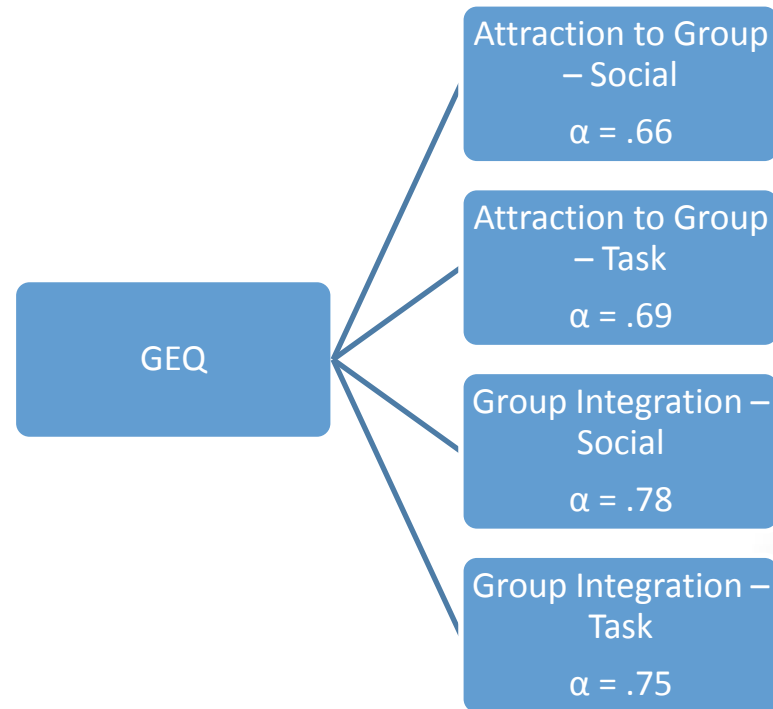 Attraction to Group
– Social
α = .66
Attraction to Group
– Task
α = .69
GEQ
Group Integration –
Social
α = .78
Group Integration –
Task
α = .75